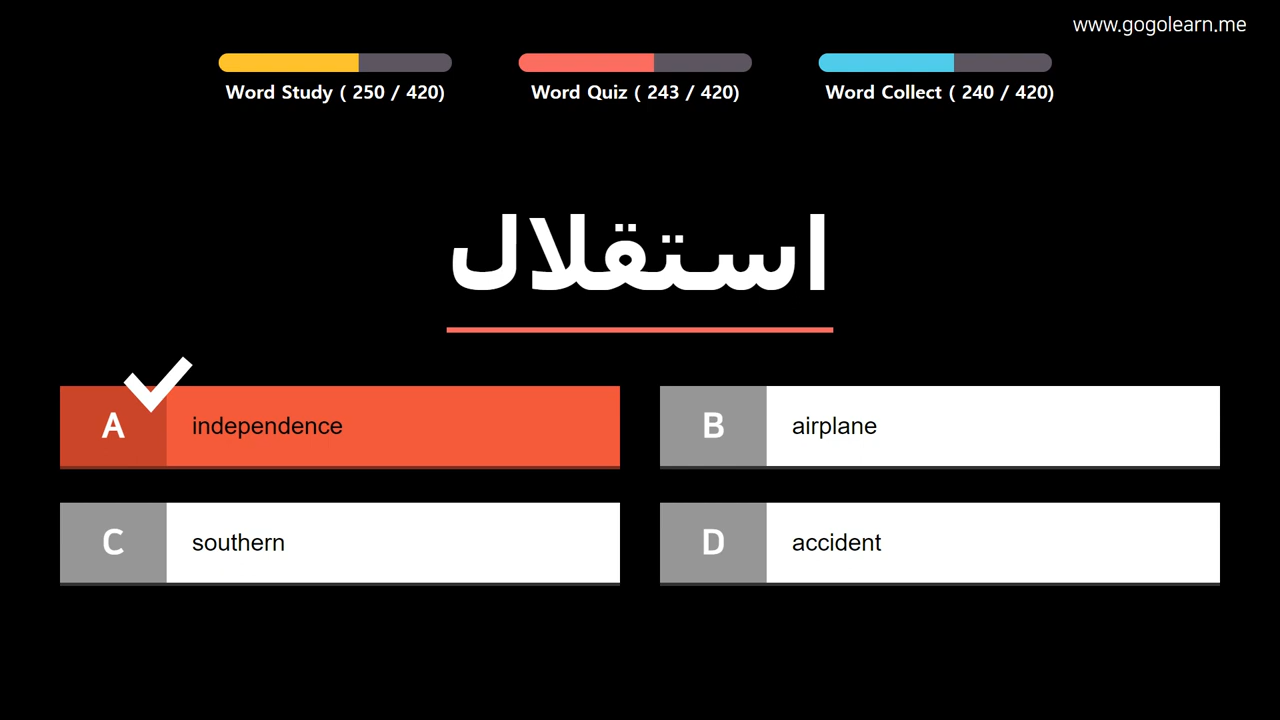 www.gogolearn.me
Word Study ( 250 / 420)
Word Quiz ( 243 / 420)
Word Collect ( 240 / 420)
استقلال
A independence
B airplane
C southern
D accident